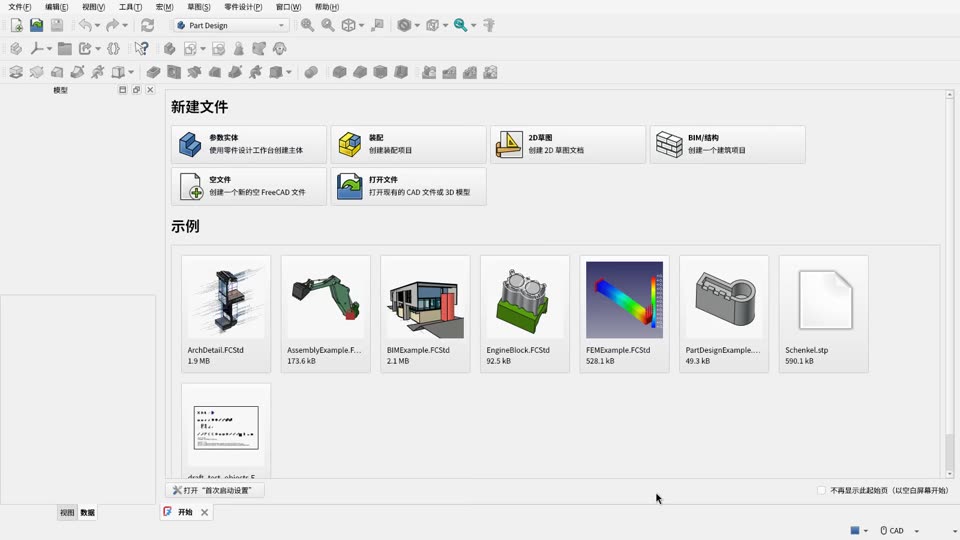 文件(F) 编辑(E) 视图(V) 工具(T) 宏(M) 草图(S) 零件设计(P) 窗口(W) 帮助(H)
Part Design
模型
新建文件
参数实体
使用零件设计工作台创建主体
装配
创建装配项目
2D草图
创建 2D 草图文档
BIM/结构
创建一个建筑项目
空文件
创建一个新的空 FreeCAD 文件
打开文件
打开现有的 CAD 文件或 3D 模型
示例
ArchDetail.FCStd
1.9 MB
AssemblyExample.F...
173.6 kB
BIMExample.FCStd
2.1 MB
EngineBlock.FCStd
92.5 kB
FEMExample.FCStd
528.1 kB
PartDesignExample....
49.3 kB
Schenkel.stp
590.1 kB
draft_test_objects.F...
打开 "首次启动设置"
不再显示此起始页（以空白屏幕开始）
视图 数据
开始
CAD